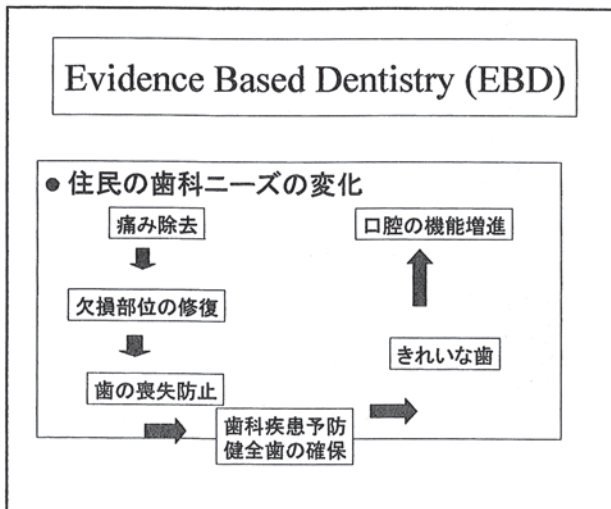 Evidence Based Dentistry (EBD)
● 住民の歯科ニーズの変化
痛み除去
欠損部位の修復
歯の喪失防止
歯科疾患予防
健全歯の確保
きれいな歯
口腔の機能増進